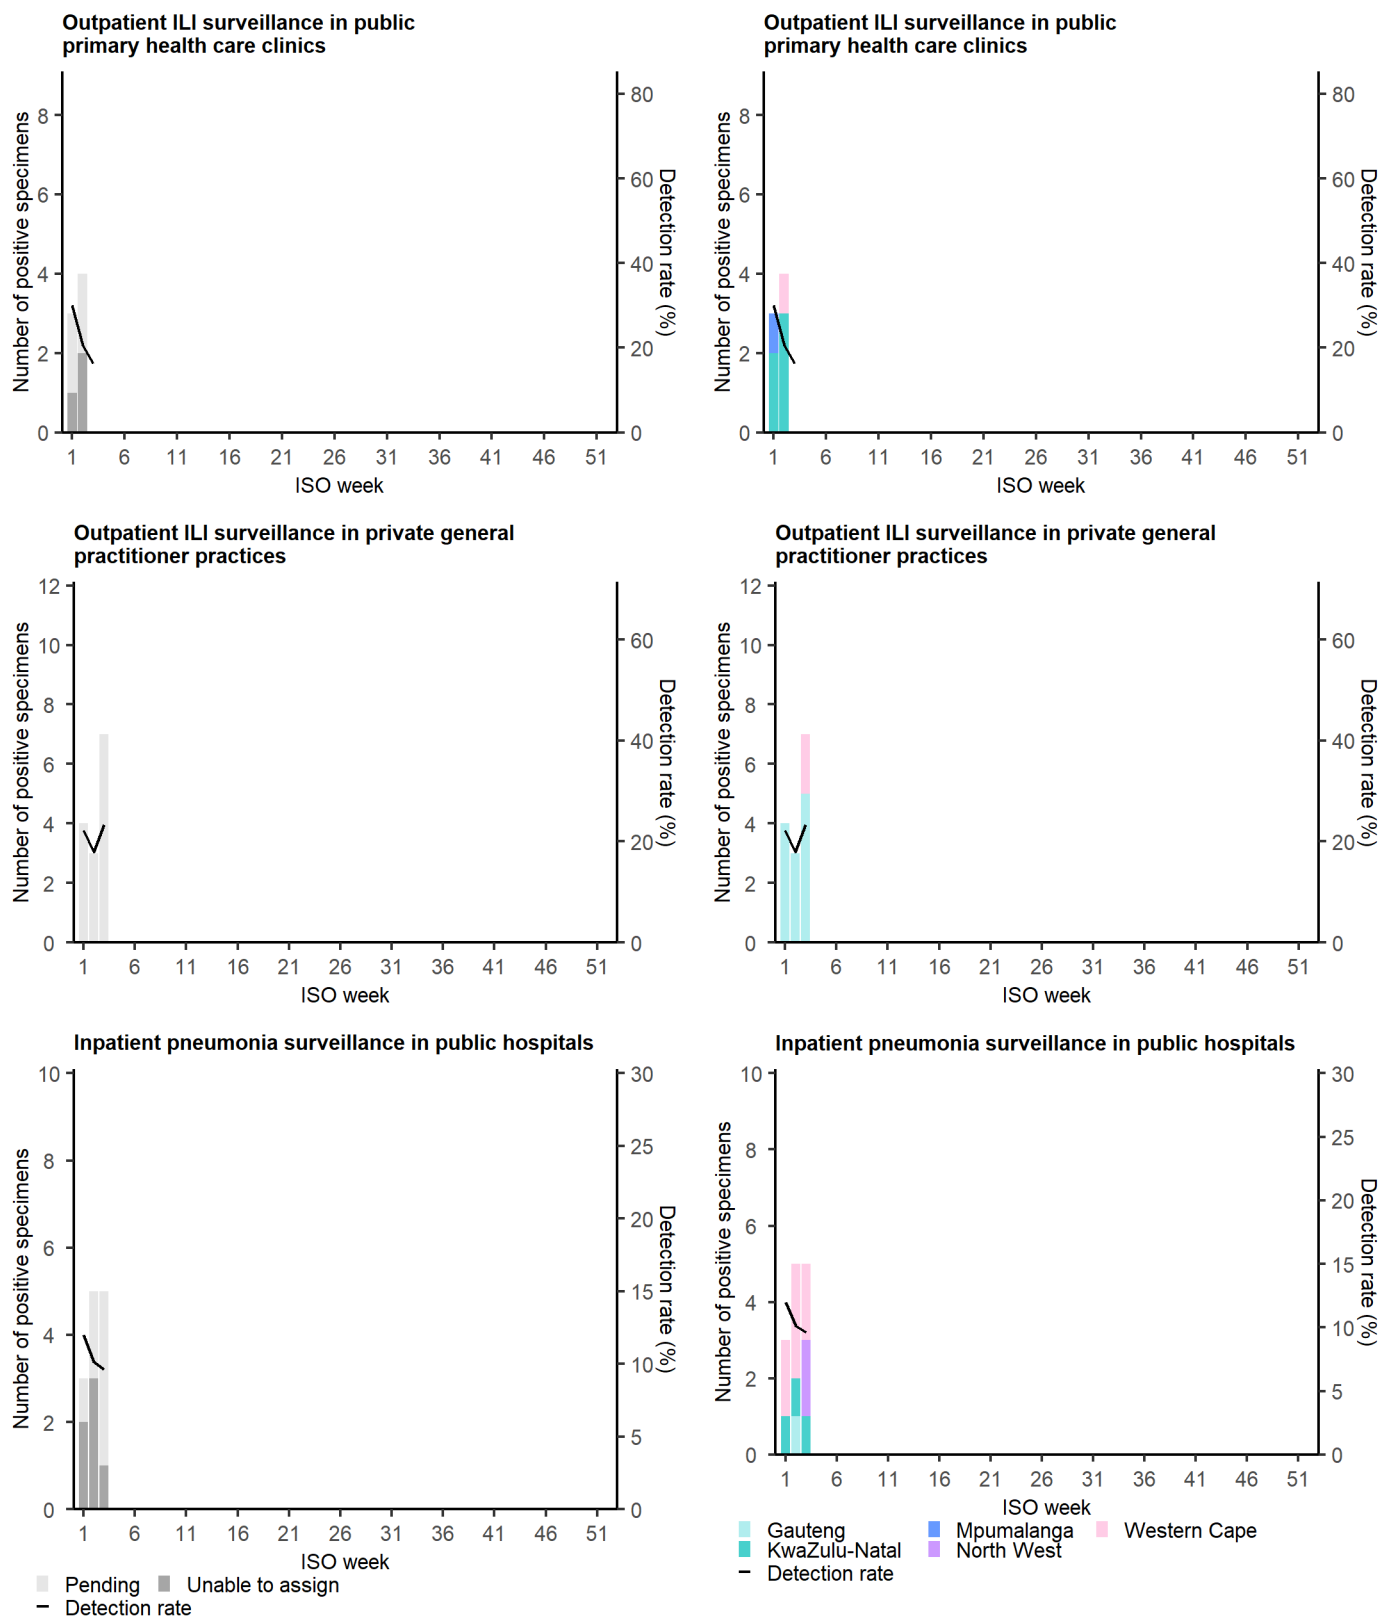 Outpatient ILI surveillance in public
primary health care clinics
Number of positive specimens
0
2
4
6
8
Detection rate (%)
0
20
40
60
80
1 6 11 16 21 26 31 36 41 46 51
ISO week
Outpatient ILI surveillance in public
primary health care clinics
Number of positive specimens
0
2
4
6
8
Detection rate (%)
0
20
40
60
80
1 6 11 16 21 26 31 36 41 46 51
ISO week
Outpatient ILI surveillance in private general
practitioner practices
Number of positive specimens
0
2
4
6
8
10
12
Detection rate (%)
0
20
40
60
1 6 11 16 21 26 31 36 41 46 51
ISO week
Outpatient ILI surveillance in private general
practitioner practices
Number of positive specimens
0
2
4
6
8
10
12
Detection rate (%)
0
20
40
60
1 6 11 16 21 26 31 36 41 46 51
ISO week
Inpatient pneumonia surveillance in public hospitals
Number of positive specimens
0
2
4
6
8
10
Detection rate (%)
0
5
10
15
20
25
30
1 6 11 16 21 26 31 36 41 46 51
ISO week
Pending Unable to assign
Detection rate
Inpatient pneumonia surveillance in public hospitals
Number of positive specimens
0
2
4
6
8
10
Detection rate (%)
0
5
10
15
20
25
30
1 6 11 16 21 26 31 36 41 46 51
ISO week
Gauteng Mpumalanga Western Cape
KwaZulu-Natal North West
Detection rate